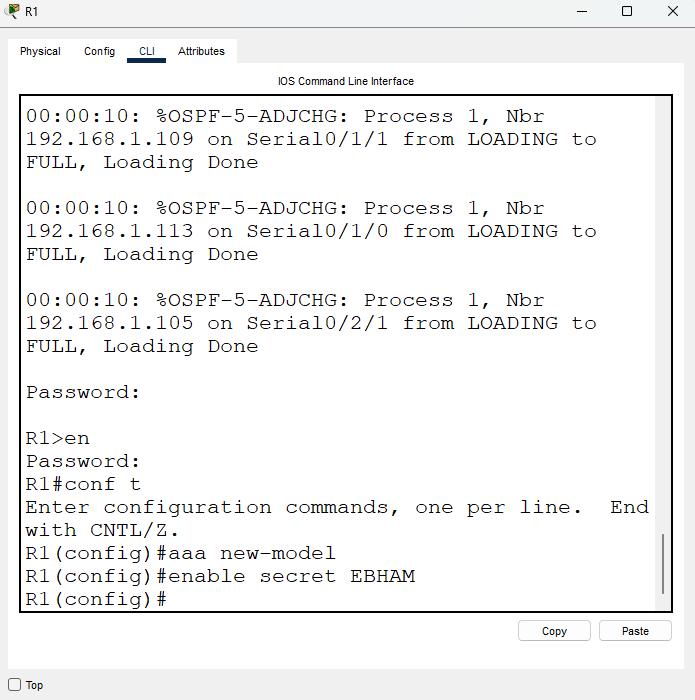 R1
Physical Config CLI Attributes
IOS Command Line Interface
00:00:10: %OSPF-5-ADJCHG: Process 1, Nbr
192.168.1.109 on Serial0/1/1 from LOADING to
FULL, Loading Done
00:00:10: %OSPF-5-ADJCHG: Process 1, Nbr
192.168.1.113 on Serial0/1/0 from LOADING to
FULL, Loading Done
00:00:10: %OSPF-5-ADJCHG: Process 1, Nbr
192.168.1.105 on Serial0/2/1 from LOADING to
FULL, Loading Done
Password:
R1>en
Password:
R1#conf t
Enter configuration commands, one per line.  End
with CNTL/Z.
R1(config)#aaa new-model
R1(config)#enable secret EBHAM
R1(config)#
Copy Paste
Top